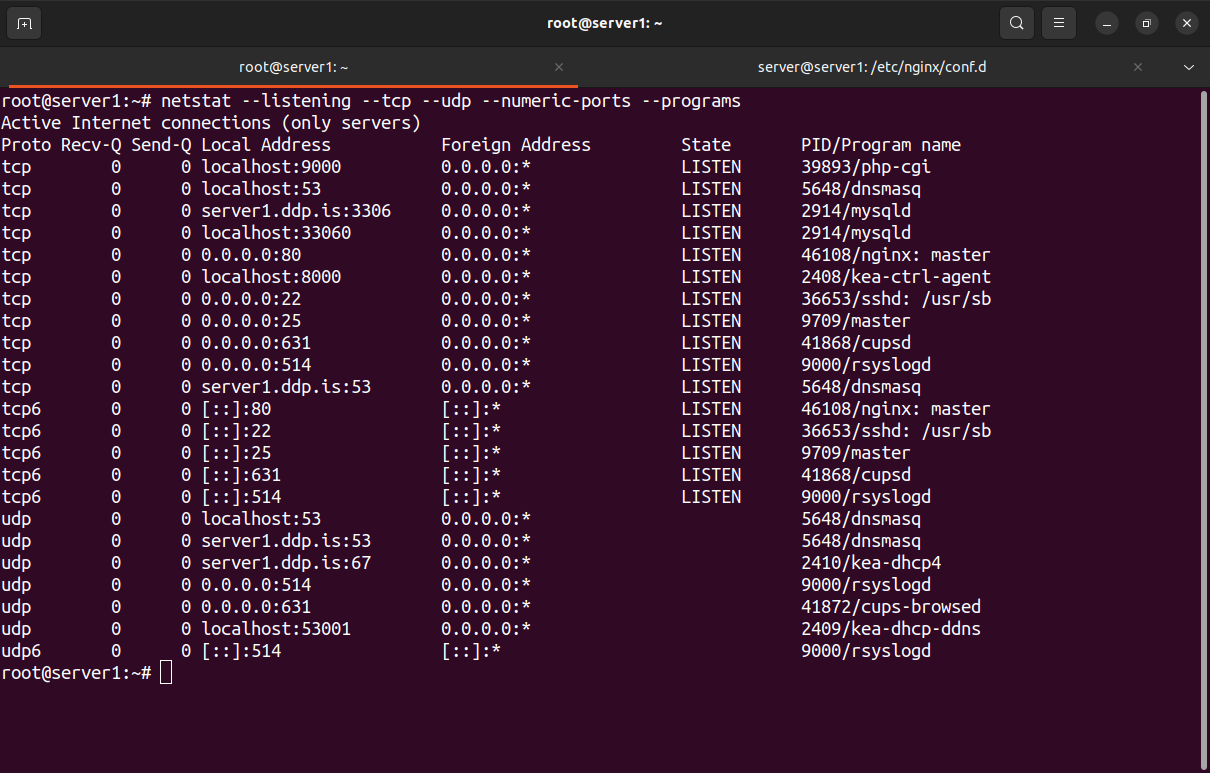 root@server1: ~
root@server1: ~
server@server1: /etc/nginx/conf.d
root@server1:~# netstat --listening --tcp --udp --numeric-ports --programs
Active Internet connections (only servers)
Proto Recv-Q Send-Q Local Address           Foreign Address         State       PID/Program name
tcp        0      0 localhost:9000          0.0.0.0:*               LISTEN      39893/php-cgi
tcp        0      0 localhost:53            0.0.0.0:*               LISTEN      5648/dnsmasq
tcp        0      0 server1.ddp.is:3306     0.0.0.0:*               LISTEN      2914/mysqld
tcp        0      0 localhost:33060         0.0.0.0:*               LISTEN      2914/mysqld
tcp        0      0 0.0.0.0:80              0.0.0.0:*               LISTEN      46108/nginx: master
tcp        0      0 localhost:8000          0.0.0.0:*               LISTEN      2408/kea-ctrl-agent
tcp        0      0 0.0.0.0:22              0.0.0.0:*               LISTEN      36653/sshd: /usr/sb
tcp        0      0 0.0.0.0:25              0.0.0.0:*               LISTEN      9709/master
tcp        0      0 0.0.0.0:631             0.0.0.0:*               LISTEN      41868/cupsd
tcp        0      0 0.0.0.0:514             0.0.0.0:*               LISTEN      9000/rsyslogd
tcp        0      0 server1.ddp.is:53       0.0.0.0:*               LISTEN      5648/dnsmasq
tcp6       0      0 [::]:80                 [::]:*                  LISTEN      46108/nginx: master
tcp6       0      0 [::]:22                 [::]:*                  LISTEN      36653/sshd: /usr/sb
tcp6       0      0 [::]:25                 [::]:*                  LISTEN      9709/master
tcp6       0      0 [::]:631                [::]:*                  LISTEN      41868/cupsd
tcp6       0      0 [::]:514                [::]:*                  LISTEN      9000/rsyslogd
udp        0      0 localhost:53            0.0.0.0:*                           5648/dnsmasq
udp        0      0 server1.ddp.is:53       0.0.0.0:*                           5648/dnsmasq
udp        0      0 server1.ddp.is:67       0.0.0.0:*                           2410/kea-dhcp4
udp        0      0 0.0.0.0:514             0.0.0.0:*                           9000/rsyslogd
udp        0      0 0.0.0.0:631             0.0.0.0:*                           41872/cups-browsed
udp        0      0 localhost:53001         0.0.0.0:*                           2409/kea-dhcp-ddns
udp6       0      0 [::]:514                [::]:*                              9000/rsyslogd
root@server1:~#